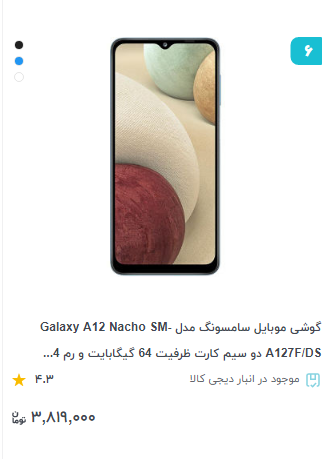 ۶
گوشی موبایل سامسونگ مدل Galaxy A12 Nacho SM-
A127F/DS دو سیم کارت ظرفیت 64 گیگابایت و رم 4...
موجود در انبار دیجی کالا
۴.۳
۳,۸۱۹,۰۰۰ تومان